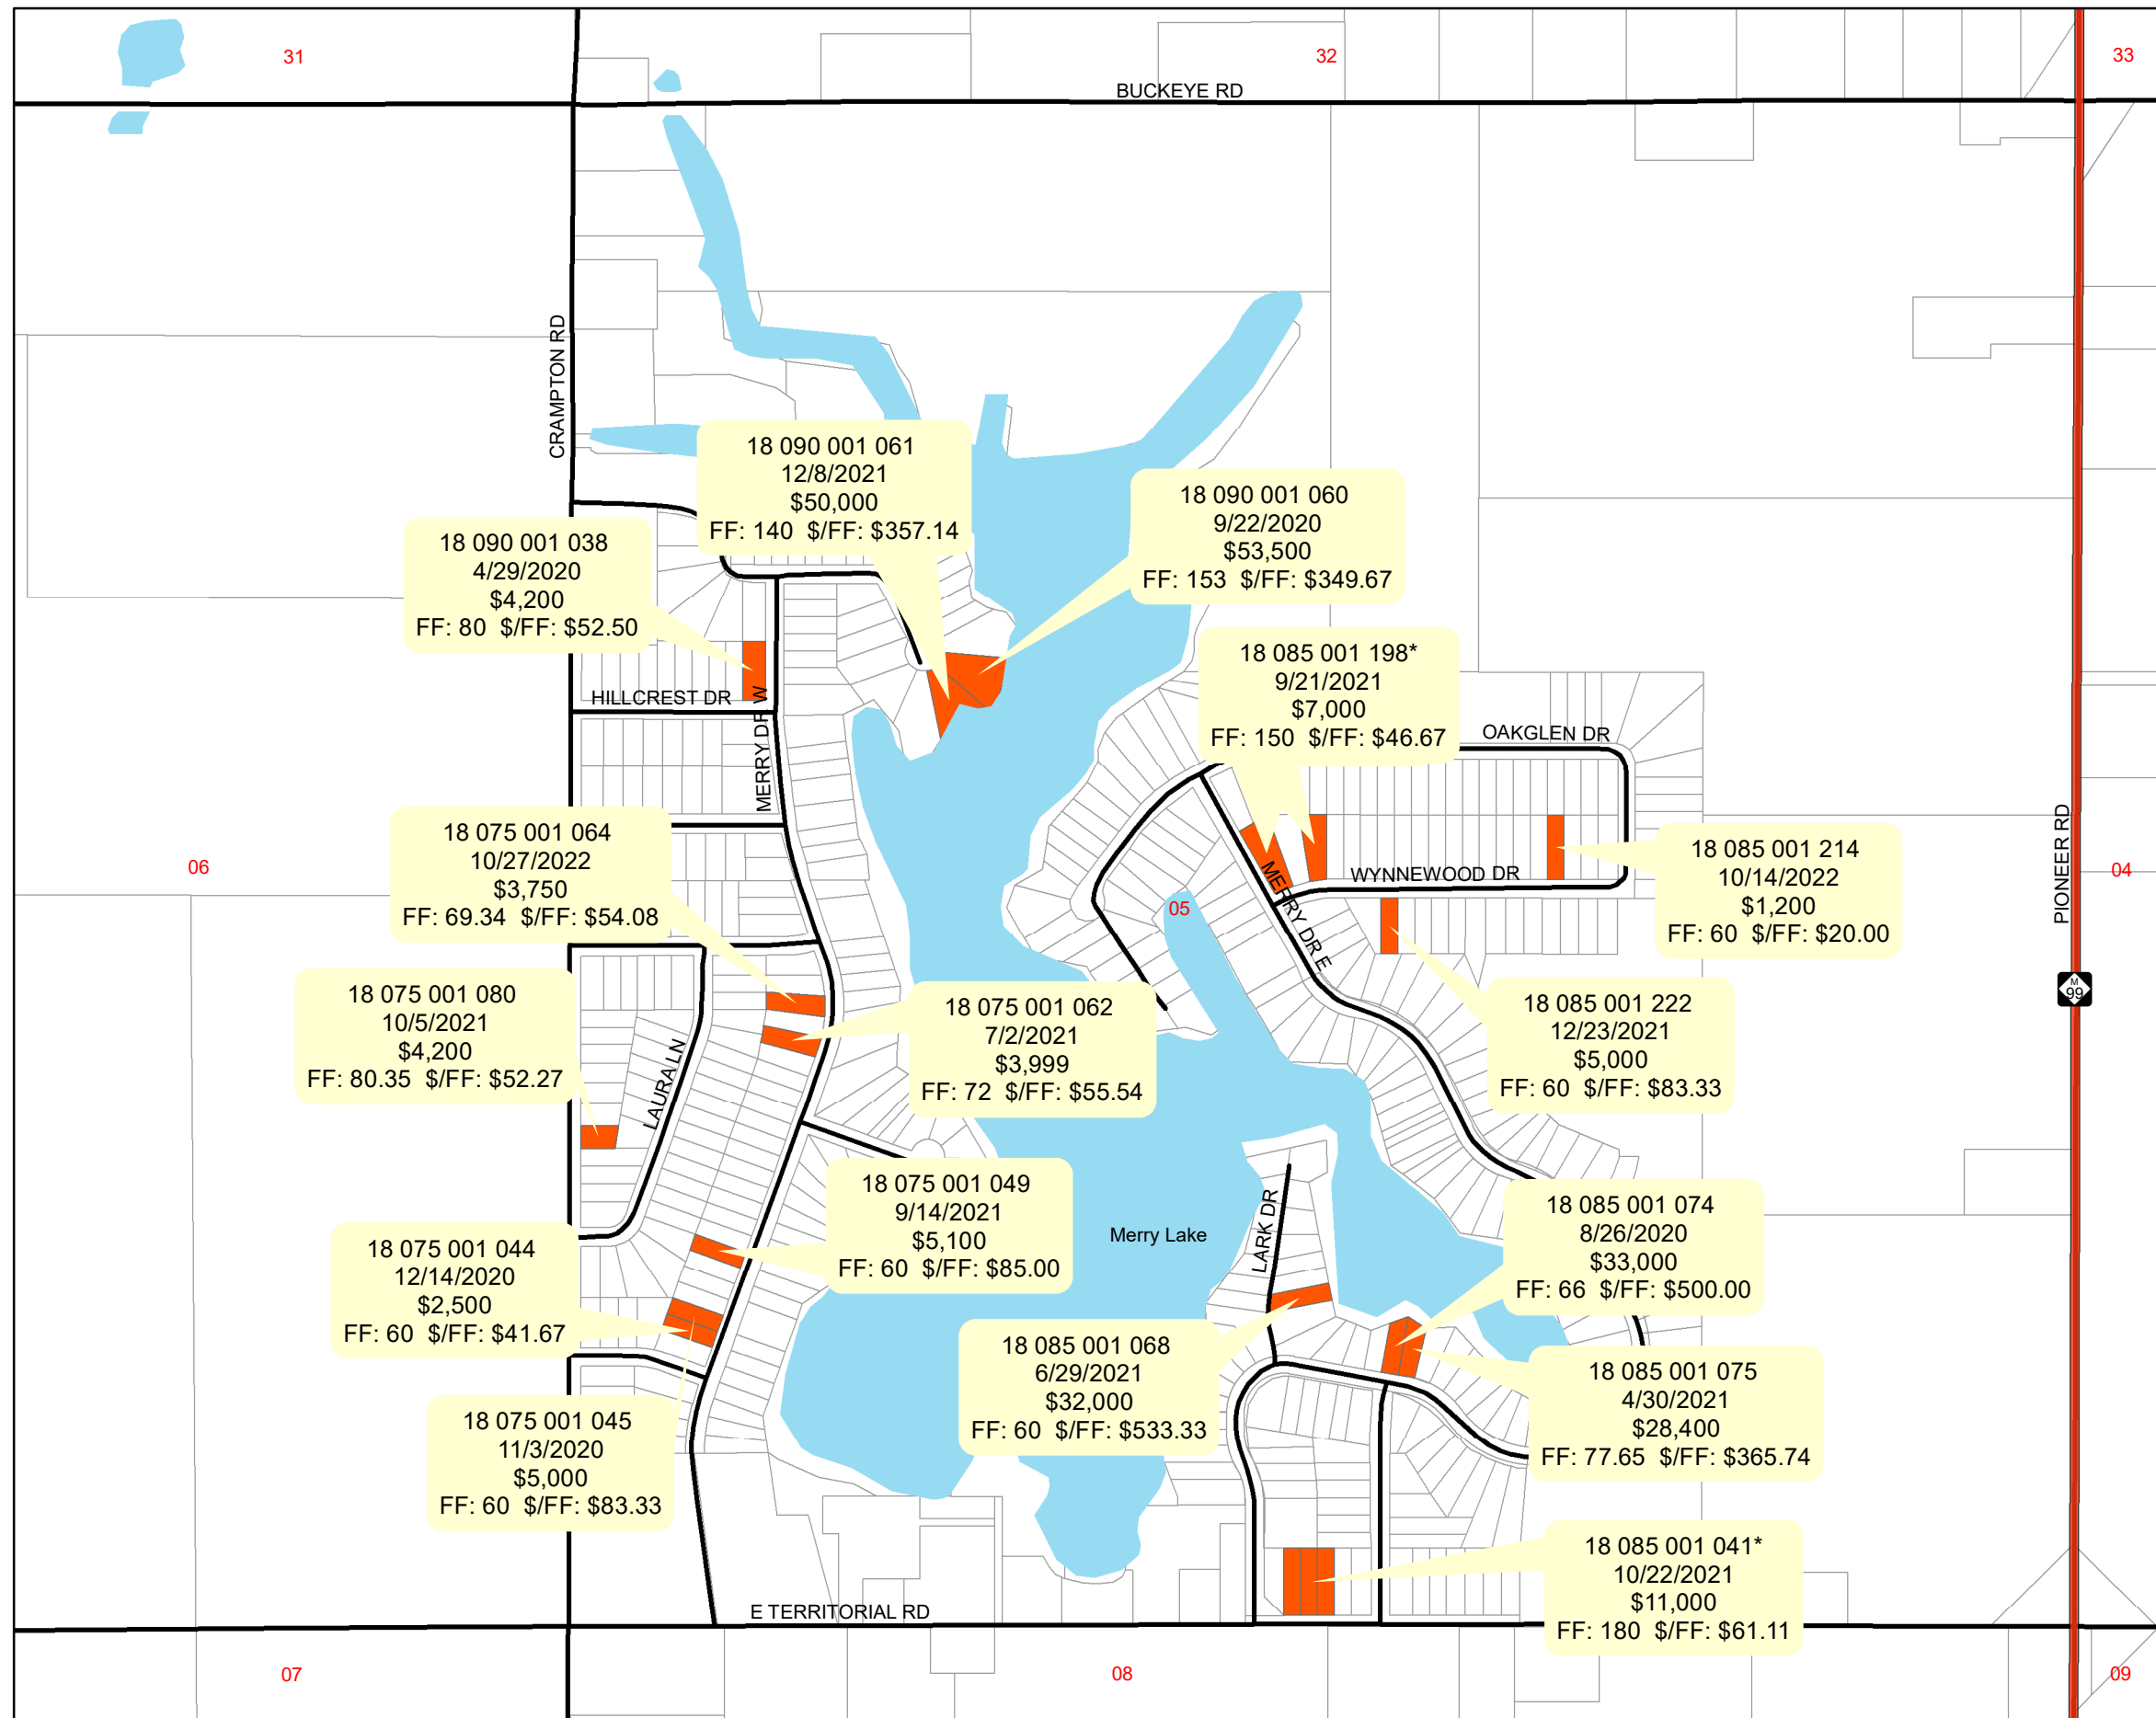 31
32
33
BUCKEYE RD
CRAMPTON RD
18 090 001 061
12/8/2021
$50,000
FF: 140 $/FF: $357.14
18 090 001 060
9/22/2020
$53,500
FF: 153 $/FF: $349.67
18 090 001 038
4/29/2020
$4,200
FF: 80 $/FF: $52.50
18 085 001 198*
9/21/2021
$7,000
FF: 150 $/FF: $46.67
HILLCREST DR
MERRY DR W
OAKGLEN DR
18 075 001 064
10/27/2022
$3,750
FF: 69.34 $/FF: $54.08
06
18 085 001 214
10/14/2022
$1,200
FF: 60 $/FF: $20.00
04
PIONEER RD
WYNNEWOOD DR
MERRY DR E
05
M
99
18 075 001 080
10/5/2021
$4,200
FF: 80.35 $/FF: $52.27
18 075 001 062
7/2/2021
$3,999
FF: 72 $/FF: $55.54
18 085 001 222
12/23/2021
$5,000
FF: 60 $/FF: $83.33
LAURA LN
18 075 001 049
9/14/2021
$5,100
FF: 60 $/FF: $85.00
Merry Lake
LARK DR
18 085 001 074
8/26/2020
$33,000
FF: 66 $/FF: $500.00
18 075 001 044
12/14/2020
$2,500
FF: 60 $/FF: $41.67
18 085 001 068
6/29/2021
$32,000
FF: 60 $/FF: $533.33
18 085 001 075
4/30/2021
$28,400
FF: 77.65 $/FF: $365.74
18 075 001 045
11/3/2020
$5,000
FF: 60 $/FF: $83.33
18 085 001 041*
10/22/2021
$11,000
FF: 180 $/FF: $61.11
E TERRITORIAL RD
07
08
09